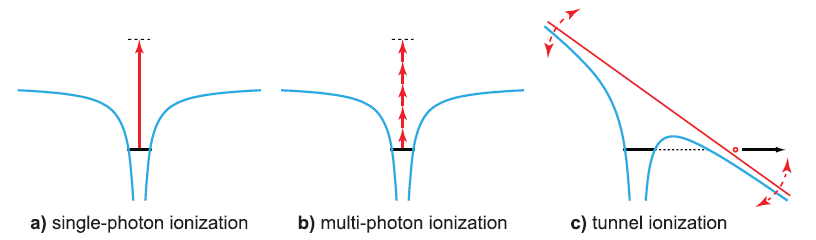 a) single-photon ionization
b) multi-photon ionization
c) tunnel ionization